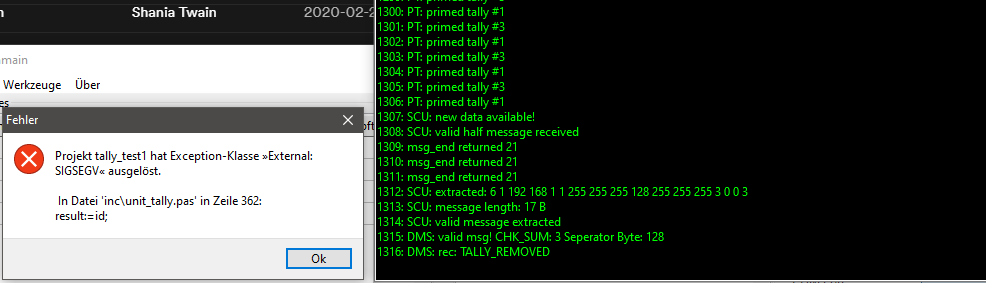 n Shania Twain 2020-02-2
main
Werkzeuge Über
es
Fehler
oft
Projekt tally_test1 hat Exception-Klasse »External:
SIGSEGV« ausgelöst.
In Datei 'inc\unit_tally.pas' in Zeile 362:
result:=id;
Ok
1300: PT: primed tally #1
1301: PT: primed tally #3
1302: PT: primed tally #1
1303: PT: primed tally #3
1304: PT: primed tally #1
1305: PT: primed tally #3
1306: PT: primed tally #1
1307: SCU: new data available!
1308: SCU: valid half message received
1309: msg_end returned 21
1310: msg_end returned 21
1311: msg_end returned 21
1312: SCU: extracted: 6 1 192 168 1 1 255 255 255 128 255 255 255 3 0 0 3
1313: SCU: message length: 17 B
1314: SCU: valid message extracted
1315: DMS: valid msg! CHK_SUM: 3 Seperator Byte: 128
1316: DMS: rec: TALLY_REMOVED